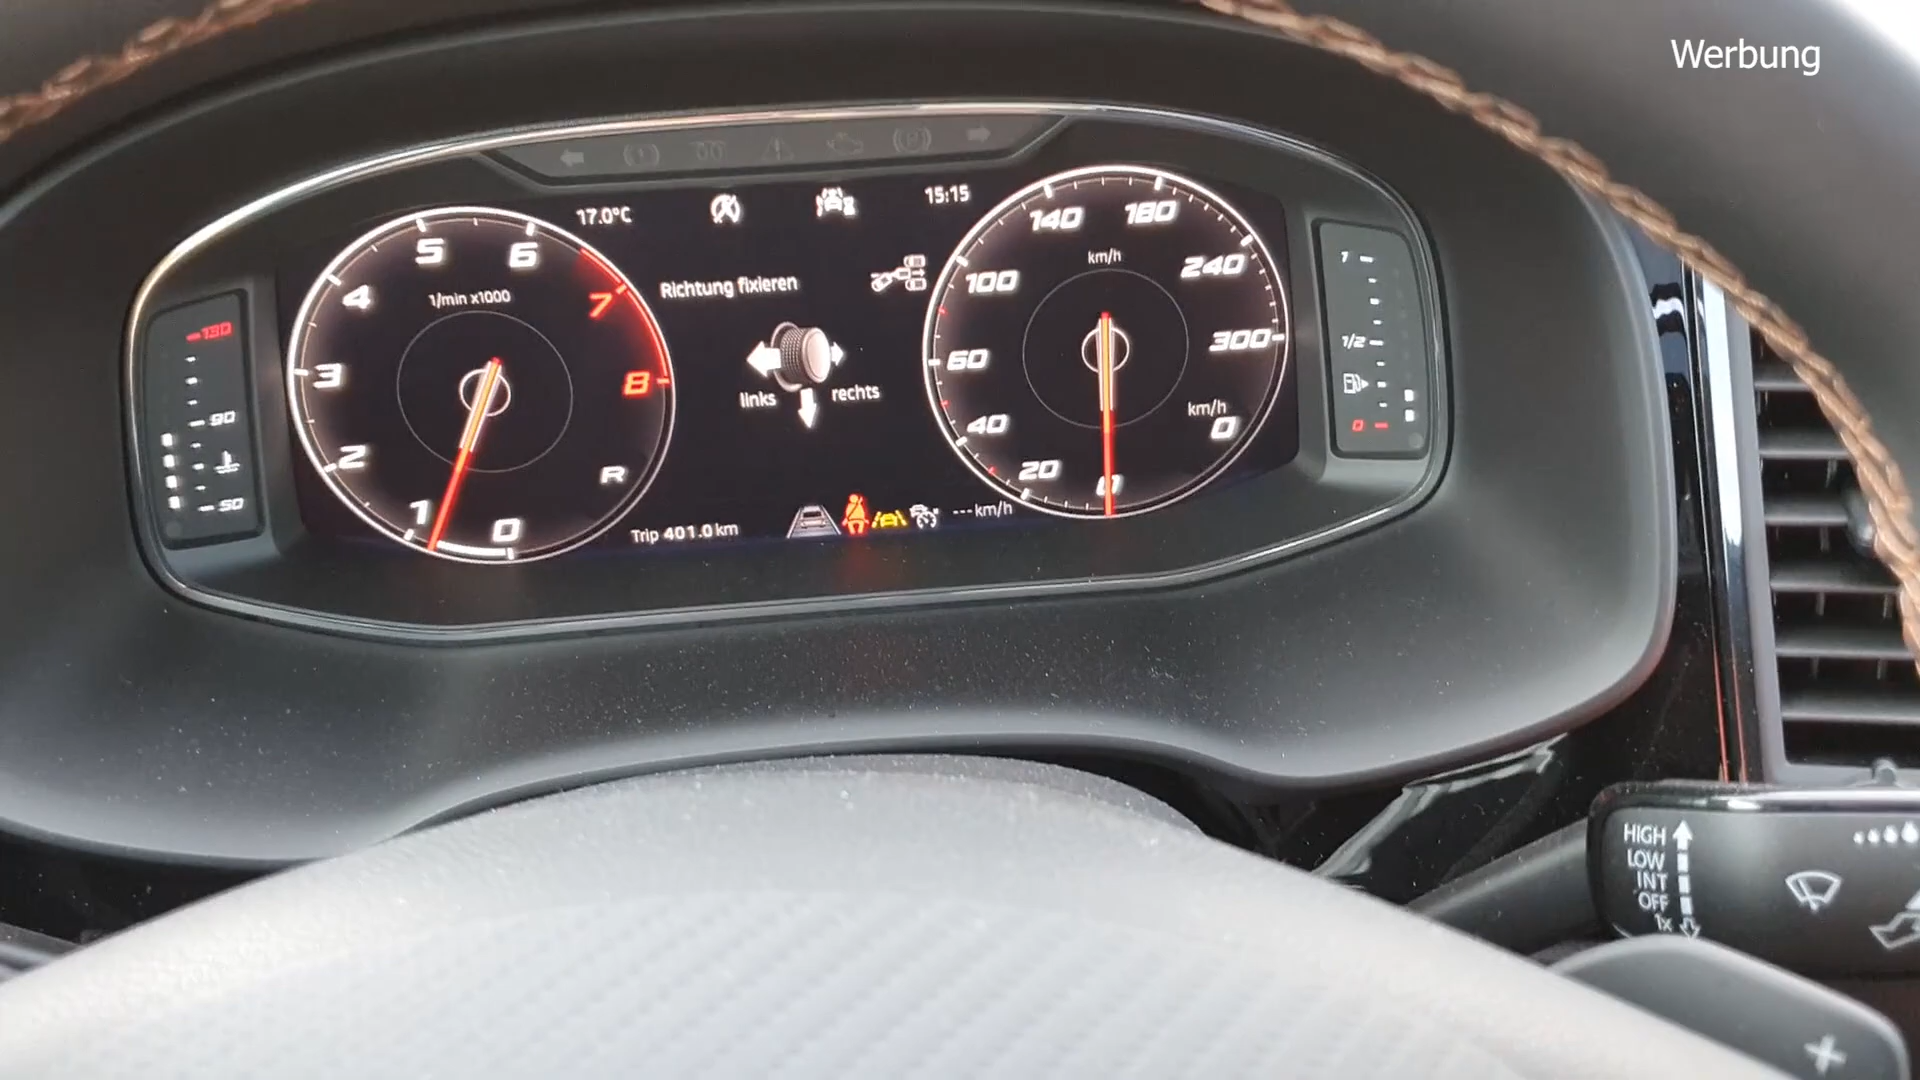 Werbung
17.0°C
15:15
5
6
4
7
3
8
2
1
0
1/min x1000
R
Richtung fixieren
links
rechts
Trip 401.0 km
--- km/h
140
180
100
240
60
300
40
20
0
km/h
km/h
0
130
90
50
1
1/2
0
HIGH
LOW
INT
OFF
1x
+